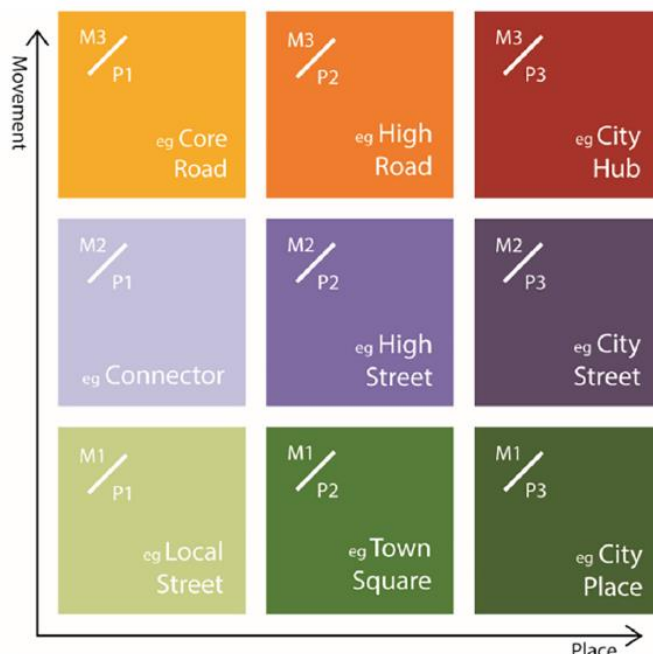 Movement
M3
P1
eg Core
Road
M3
P2
eg High
Road
M3
P3
eg City
Hub
M2
P1
eg Connector
M2
P2
eg High
Street
M2
P3
eg City
Street
M1
P1
eg Local
Street
M1
P2
eg Town
Square
M1
P3
eg City
Place
Place